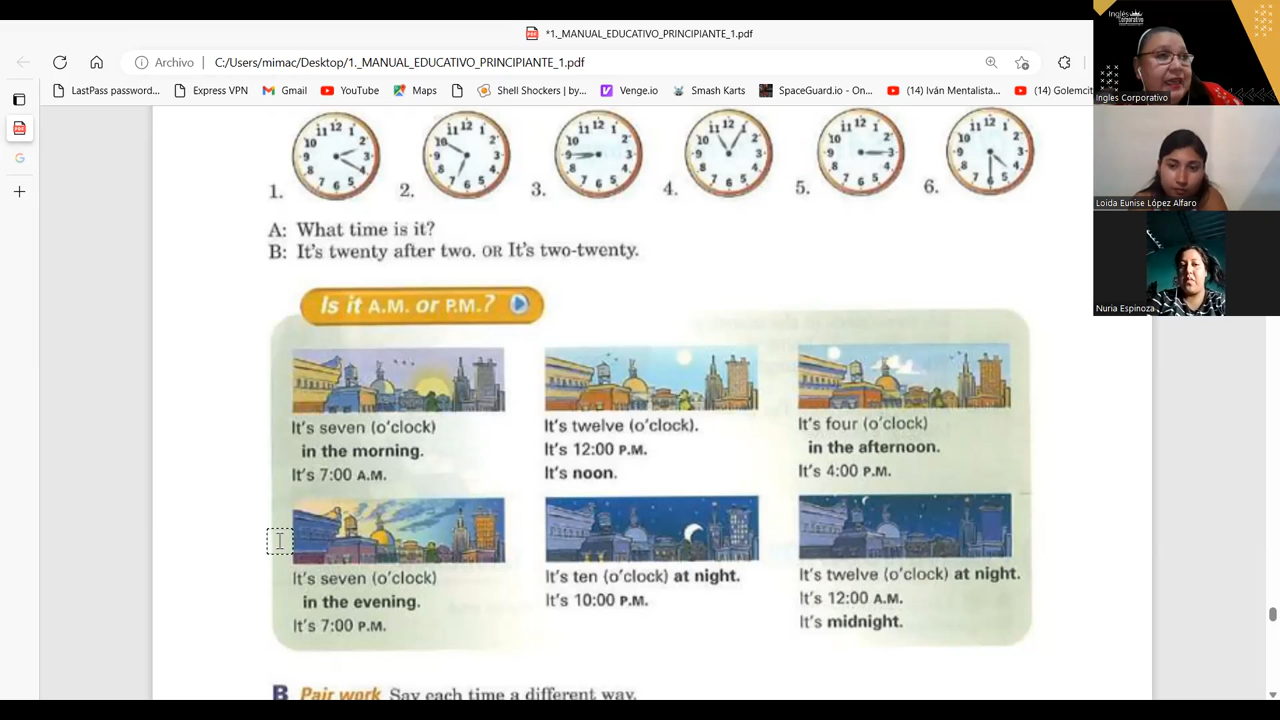 *1._MANUAL_EDUCATIVO_PRINCIPIANTE_1.pdf
Archivo | C:/Users/mimac/Desktop/1._MANUAL_EDUCATIVO_PRINCIPIANTE_1.pdf
LastPass password... Express VPN Gmail YouTube Maps Shell Shockers | by... Venge.io Smash Karts SpaceGuard.io - On... (14) Iván Mentalista... (14) Golemcit
Inglés Corporativo
Ingles Corporativo
Loida Eunise López Alfaro
Nuria Espinoza
1. 2. 3. 4. 5. 6.
A: What time is it?
B: It's twenty after two. OR It's two-twenty.
Is it A.M. or P.M.?
It's seven (o'clock)
in the morning.
It's 7:00 A.M.
It's twelve (o'clock).
It's 12:00 P.M.
It's noon.
It's four (o'clock)
in the afternoon.
It's 4:00 P.M.
It's seven (o'clock)
in the evening.
It's 7:00 P.M.
It's ten (o'clock) at night.
It's 10:00 P.M.
It's twelve (o'clock) at night.
It's 12:00 A.M.
It's midnight.
B Pair work Say each time a different way.